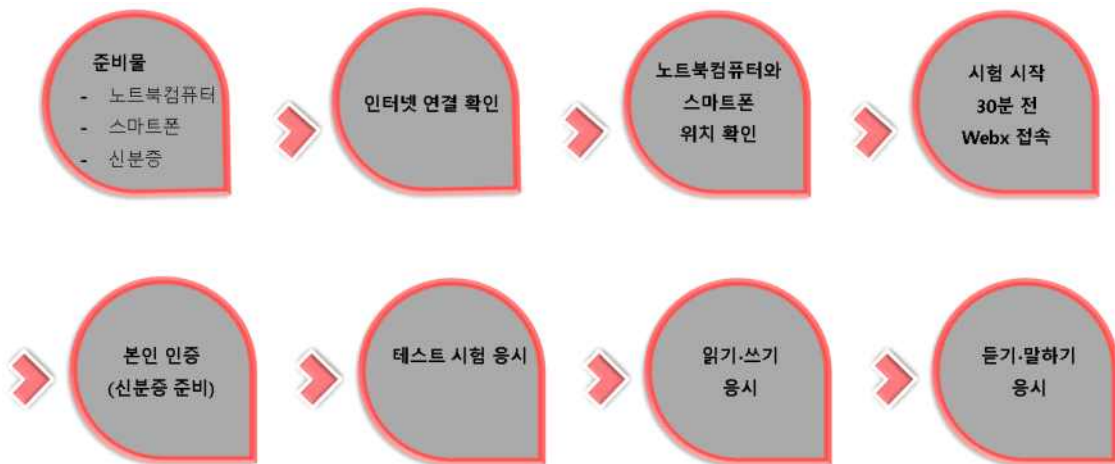 준비물
- 노트북컴퓨터
- 스마트폰
- 신분증
인터넷 연결 확인
노트북컴퓨터와
스마트폰
위치 확인
시험 시작
30분 전
Webx 접속
본인 인증
(신분증 준비)
테스트 시험 응시
읽기·쓰기
응시
듣기·말하기
응시